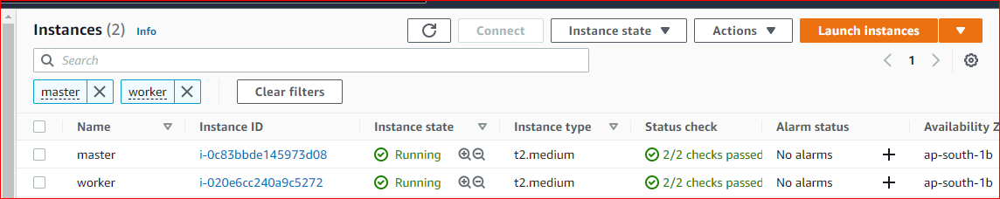 Instances (2) Info Connect Instance state Actions Launch instances
Search 1
master worker Clear filters
Name Instance ID Instance state Instance type Status check Alarm status Availability Z
master i-0c83bbde145973d08 Running t2.medium 2/2 checks passed No alarms + ap-south-1b
worker i-020e6cc240a9c5272 Running t2.medium 2/2 checks passed No alarms + ap-south-1b